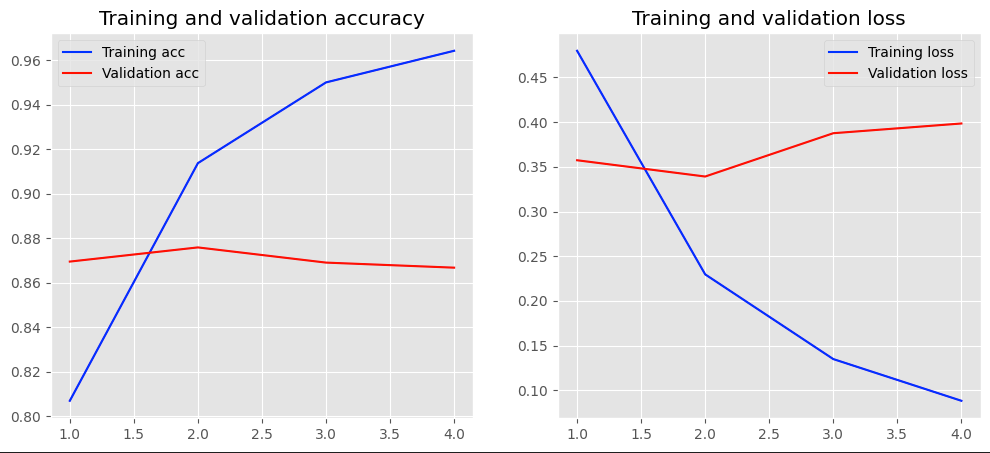 Training and validation accuracy
Training acc
Validation acc
0.96
0.94
0.92
0.90
0.88
0.86
0.84
0.82
0.80
1.0 1.5 2.0 2.5 3.0 3.5 4.0
Training and validation loss
Training loss
Validation loss
0.45
0.40
0.35
0.30
0.25
0.20
0.15
0.10
1.0 1.5 2.0 2.5 3.0 3.5 4.0